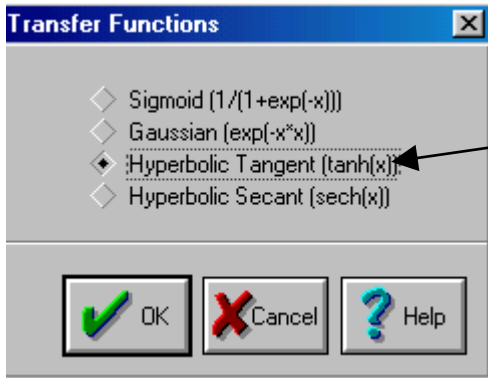 Transfer Functions
Sigmoid (1/(1+exp(-x)))
Gaussian (exp(-x*x))
Hyperbolic Tangent (tanh(x))
Hyperbolic Secant (sech(x))
OK Cancel Help